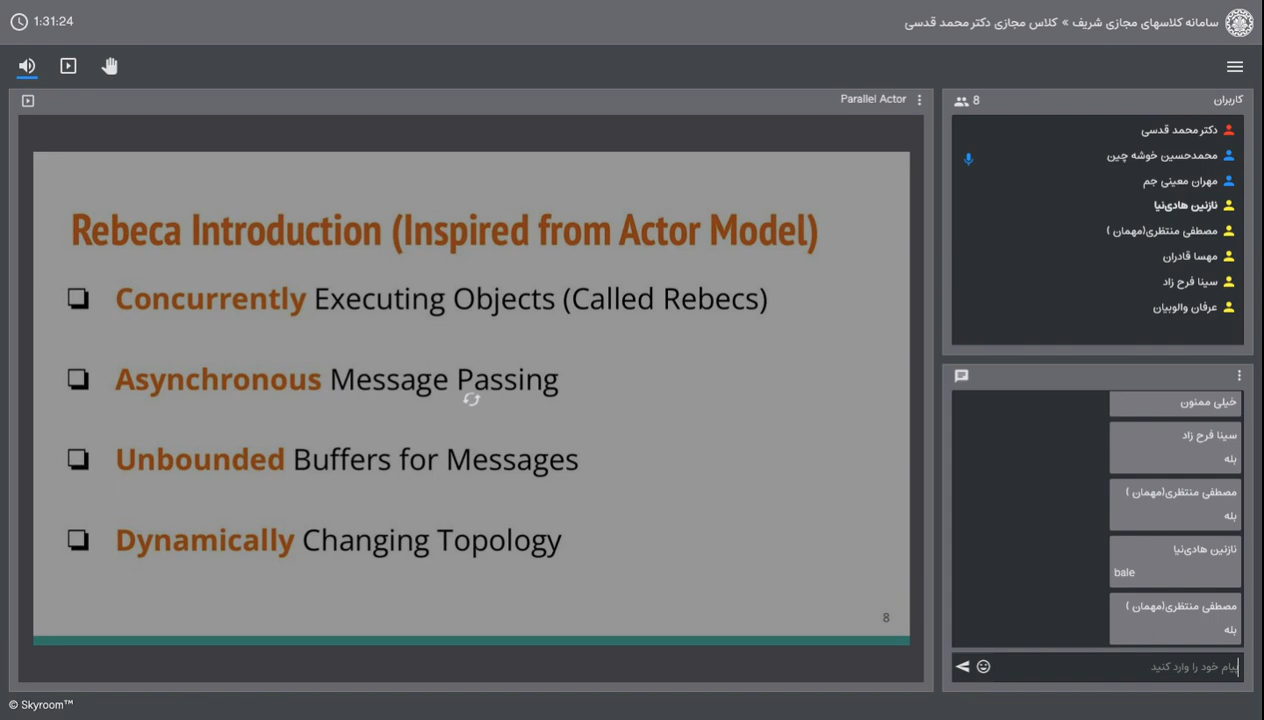 1:31:24
سامانه کلاسهای مجازی شریف » کلاس مجازی دکتر محمد قدسی
Parallel Actor
Rebeca Introduction (Inspired from Actor Model)
Concurrently Executing Objects (Called Rebecs)
Asynchronous Message Passing
Unbounded Buffers for Messages
Dynamically Changing Topology
8
8
کاربران
دکتر محمد قدسی
محمدحسین خوشه چین
مهران معینی جم
نازنین هادی‌نیا
مصطفی منتظری(مهمان )
مهسا قادران
سینا فرح زاد
عرفان والوبیان
خیلی ممنون
سینا فرح زاد
بله
مصطفی منتظری(مهمان )
بله
نازنین هادی‌نیا
bale
مصطفی منتظری(مهمان )
بله
پیام خود را وارد کنید
© Skyroom™